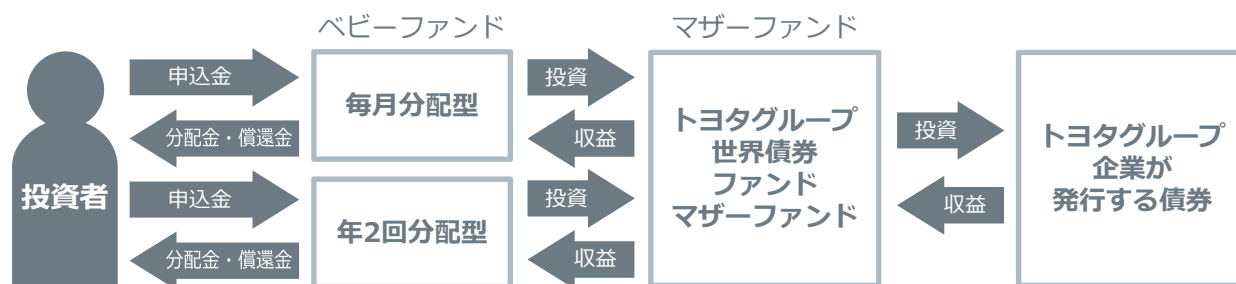 ベビーファンド
マザーファンド
投資者
申込金
分配金・償還金
申込金
分配金・償還金
毎月分配型
年2回分配型
投資
収益
投資
収益
トヨタグループ
世界債券
ファンド
マザーファンド
投資
収益
トヨタグループ
企業が
発行する債券